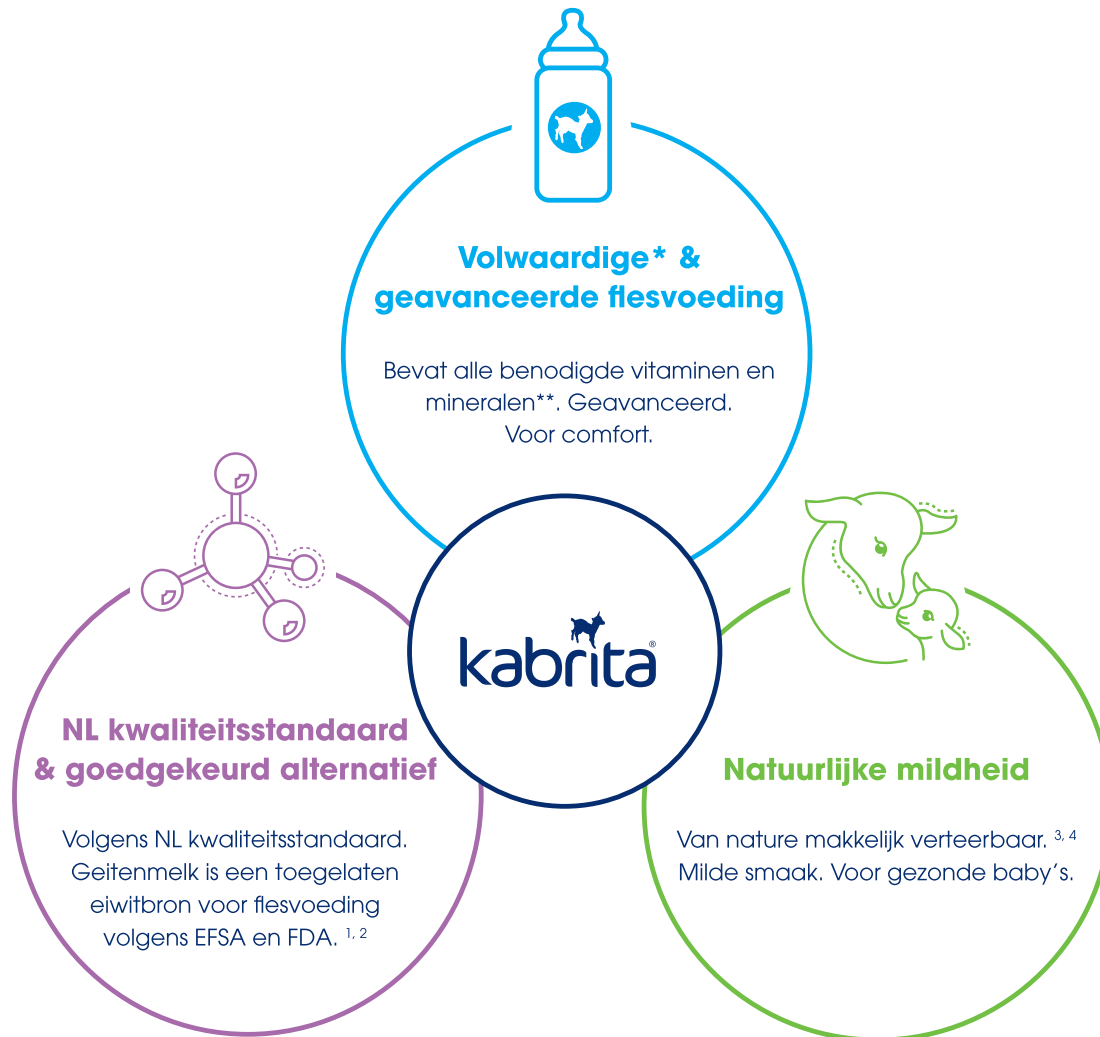 Volwaardige* &
geavanceerde flesvoeding
Bevat alle benodigde vitaminen en
mineralen**. Geavanceerd.
Voor comfort.
kabrita®
NL kwaliteitsstandaard
& goedgekeurd alternatief
Volgens NL kwaliteitsstandaard.
Geitenmelk is een toegelaten
eiwitbron voor flesvoeding
volgens EFSA en FDA. 1, 2
Natuurlijke mildheid
Van nature makkelijk verteerbaar. 3, 4
Milde smaak. Voor gezonde baby's.